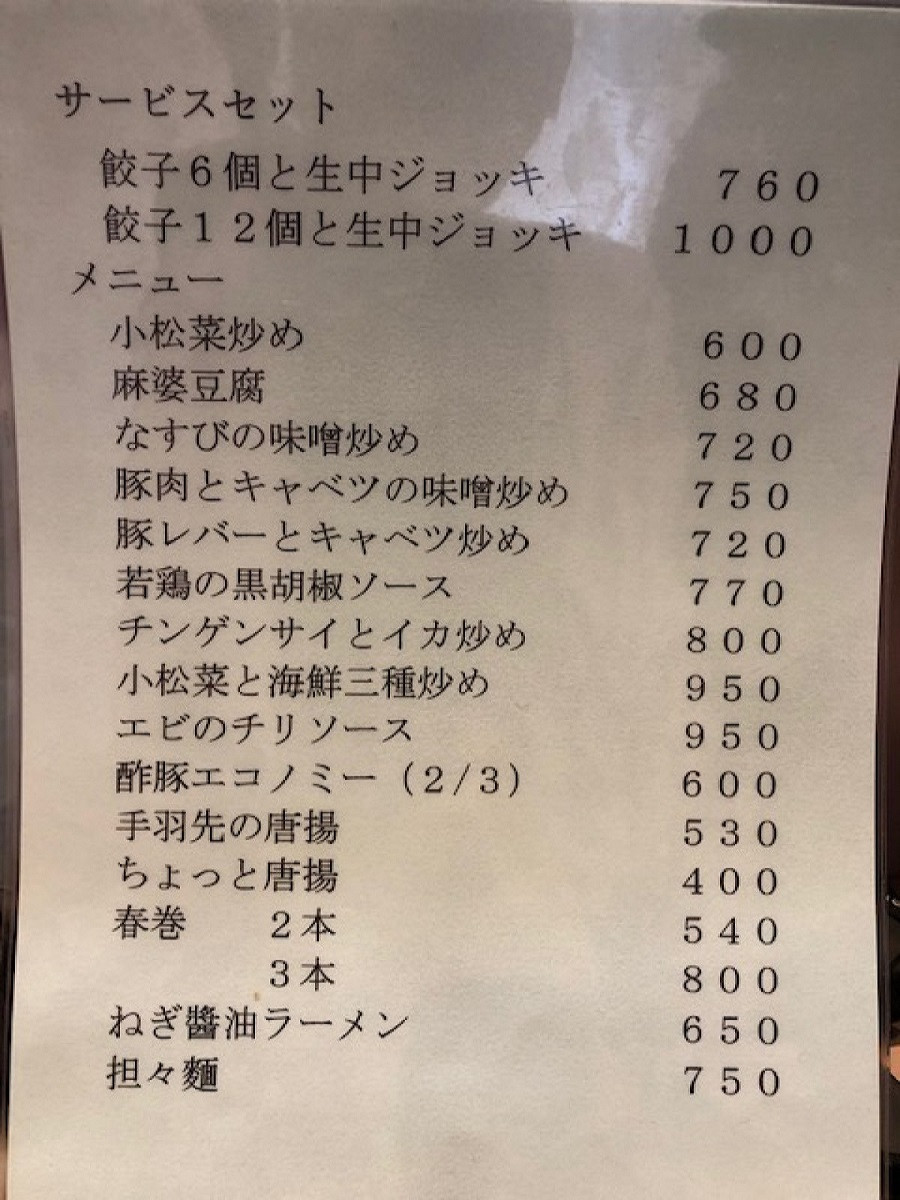 サービスセット
餃子６個と生中ジョッキ ７６０
餃子１２個と生中ジョッキ １０００
メニュー
小松菜炒め ６００
麻婆豆腐 ６８０
なすびの味噌炒め ７２０
豚肉とキャベツの味噌炒め ７５０
豚レバーとキャベツ炒め ７２０
若鶏の黒胡椒ソース ７７０
チンゲンサイとイカ炒め ８００
小松菜と海鮮三種炒め ９５０
エビのチリソース ９５０
酢豚エコノミー（２/３） ６００
手羽先の唐揚 ５３０
ちょっと唐揚 ４００
春巻 ２本 ５４０
３本 ８００
ねぎ醬油ラーメン ６５０
担々麵 ７５０